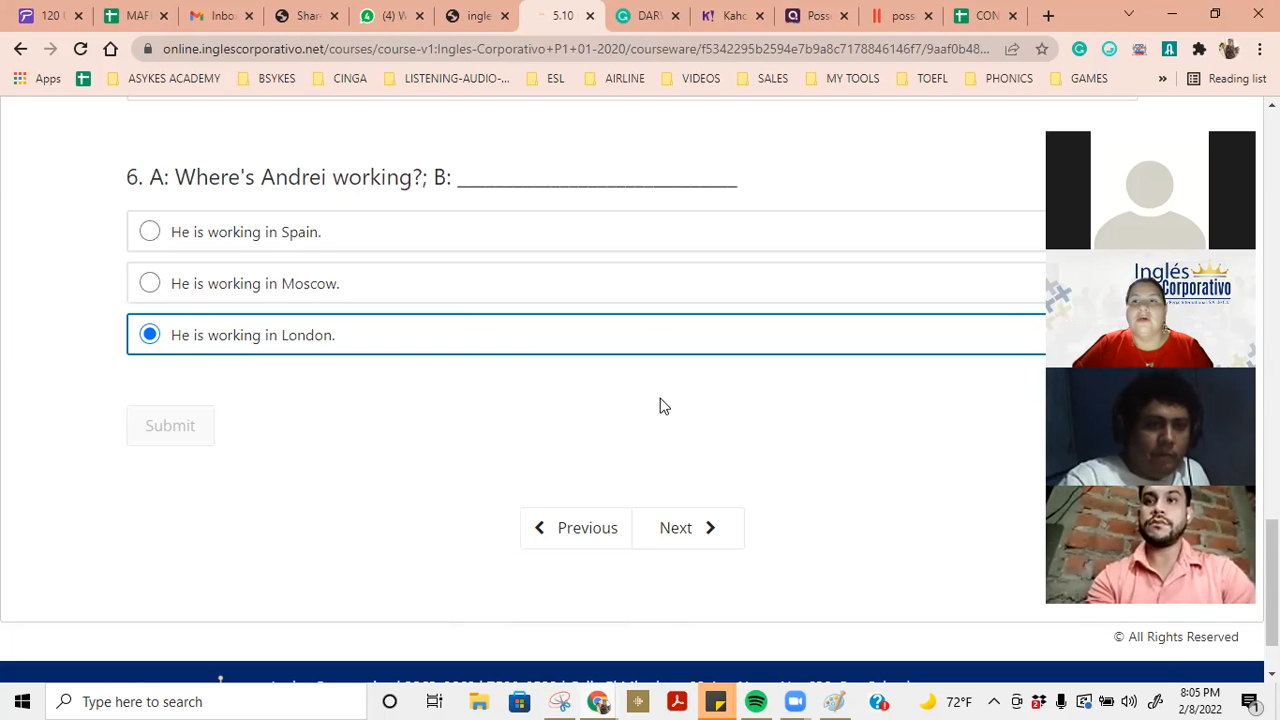 120
MAF
Inbo
Shar
(4) W
ingle
5.10
DAR\
Kaho
Poss
poss
CON
online.inglescorporativo.net/courses/course-v1:Ingles-Corporativo+P1+01-2020/courseware/f5342295b2594e7b9a8c7178846146f7/9aaf0b48...
Apps
ASYKES ACADEMY
BSYKES
CINGA
LISTENING-AUDIO-...
ESL
AIRLINE
VIDEOS
SALES
MY TOOLS
TOEFL
PHONICS
GAMES
»
Reading list
6. A: Where's Andrei working?; B: ____________________________
He is working in Spain.
He is working in Moscow.
He is working in London.
Inglés
Corporativo
Submit
Previous
Next
© All Rights Reserved
Type here to search
72°F
8:05 PM
2/8/2022